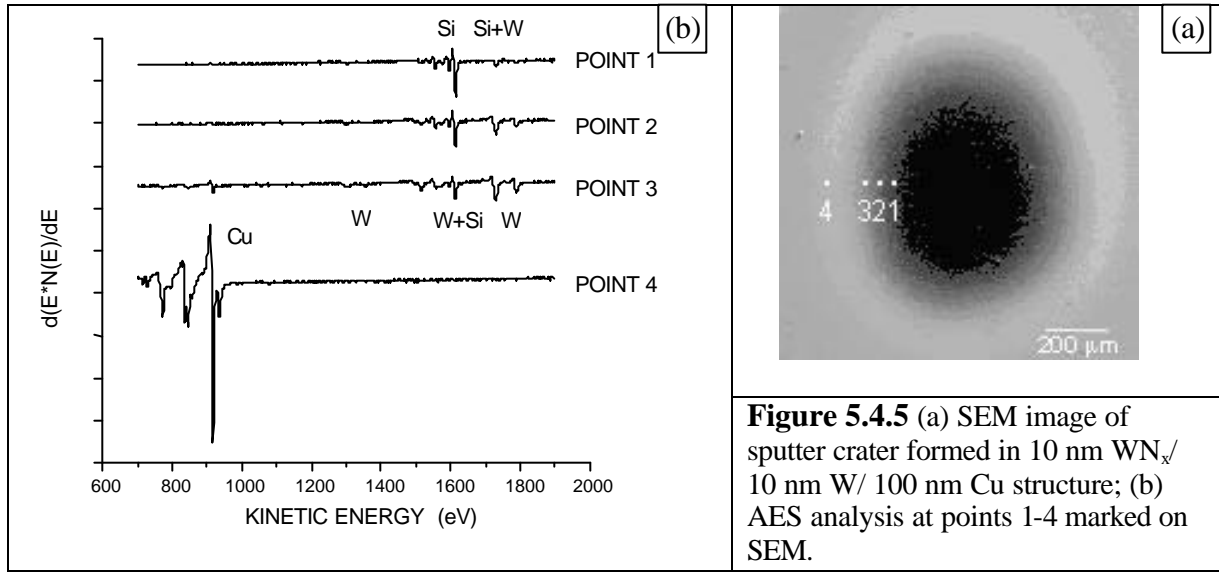 (b)
Si Si+W
POINT 1
POINT 2
POINT 3
W W+Si W
Cu
POINT 4
d(E*N(E)/dE
600 800 1000 1200 1400 1600 1800 2000
KINETIC ENERGY (eV)
(a)
4 321
200 µm
Figure 5.4.5 (a) SEM image of
sputter crater formed in 10 nm WNₓ/
10 nm W/ 100 nm Cu structure; (b)
AES analysis at points 1-4 marked on
SEM.